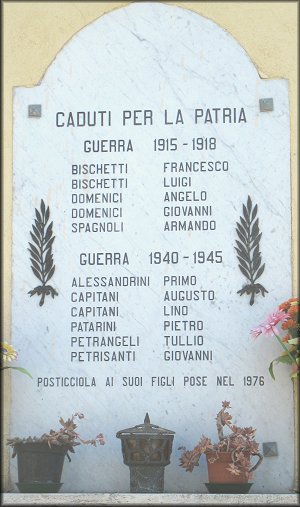 CADUTI PER LA PATRIA
GUERRA 1915-1918
BISCHETTI FRANCESCO
BISCHETTI LUIGI
DOMENICI ANGELO
DOMENICI GIOVANNI
SPAGNOLI ARMANDO
GUERRA 1940-1945
ALESSANDRINI PRIMO
CAPITANI AUGUSTO
CAPITANI LINO
PATARINI PIETRO
PETRANGELI TULLIO
PETRISANTI GIOVANNI
POSTICCIOLA AI SUOI FIGLI POSE NEL 1976